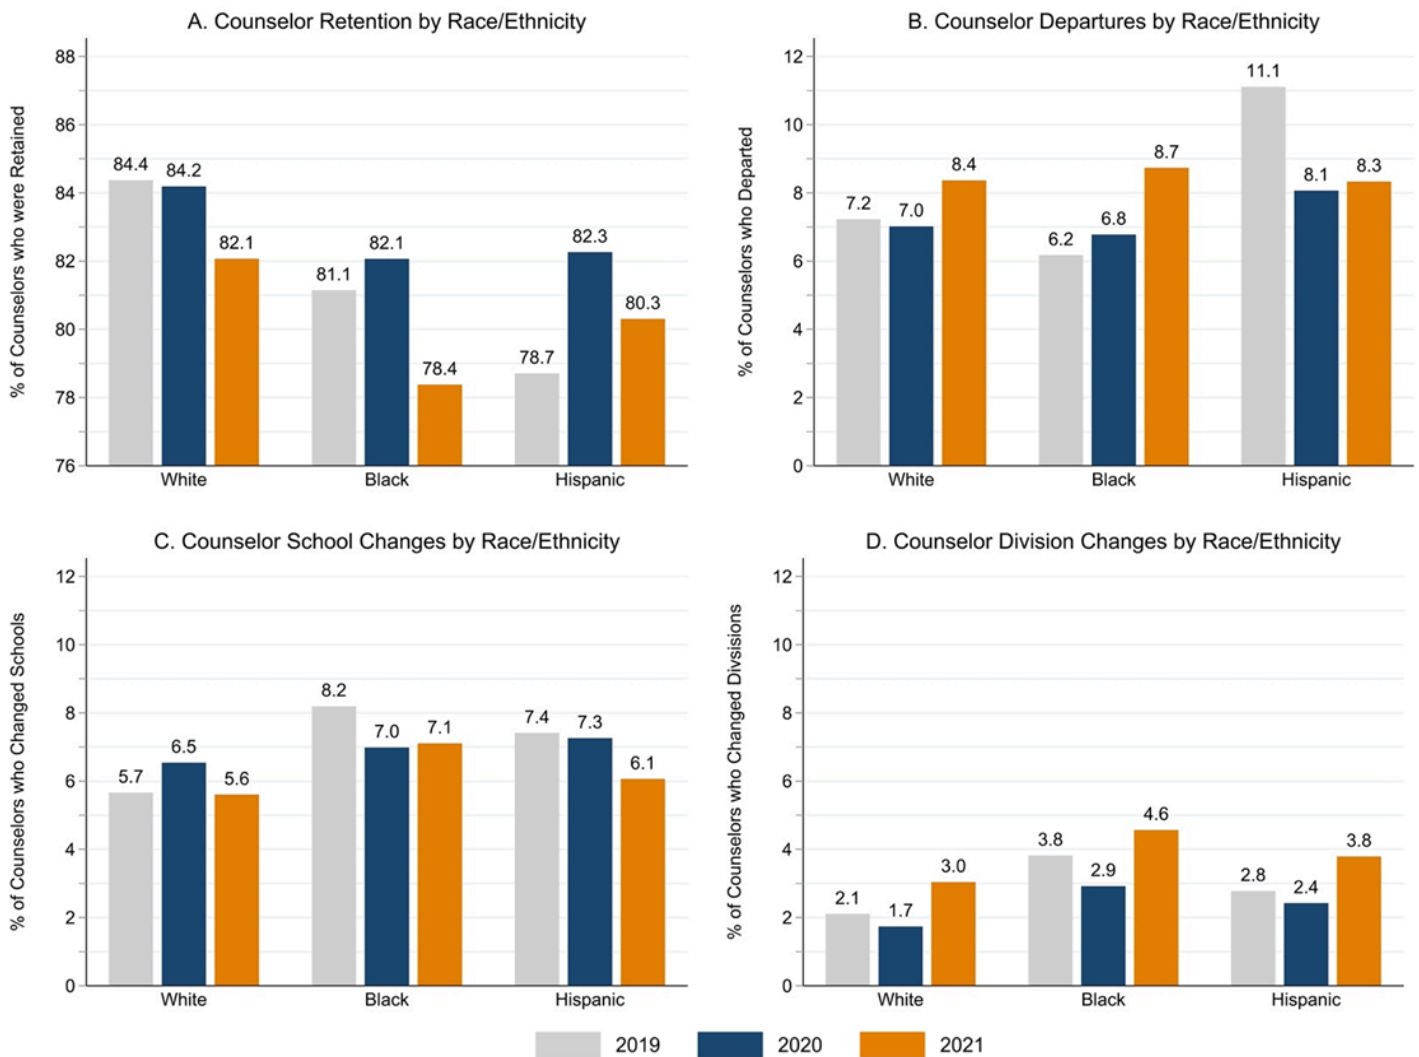 A. Counselor Retention by Race/Ethnicity
% of Counselors who were Retained
88
86
84
82
80
78
76
84.4 84.2 82.1
81.1 82.1 78.4
78.7 82.3 80.3
White Black Hispanic
B. Counselor Departures by Race/Ethnicity
% of Counselors who Departed
12
10
8
6
4
2
0
7.2 7.0 8.4
6.2 6.8 8.7
11.1 8.1 8.3
White Black Hispanic
C. Counselor School Changes by Race/Ethnicity
% of Counselors who Changed Schools
12
10
8
6
4
2
0
5.7 6.5 5.6
8.2 7.0 7.1
7.4 7.3 6.1
White Black Hispanic
D. Counselor Division Changes by Race/Ethnicity
% of Counselors who Changed Divsisions
12
10
8
6
4
2
0
2.1 1.7 3.0
3.8 2.9 4.6
2.8 2.4 3.8
White Black Hispanic
2019 2020 2021